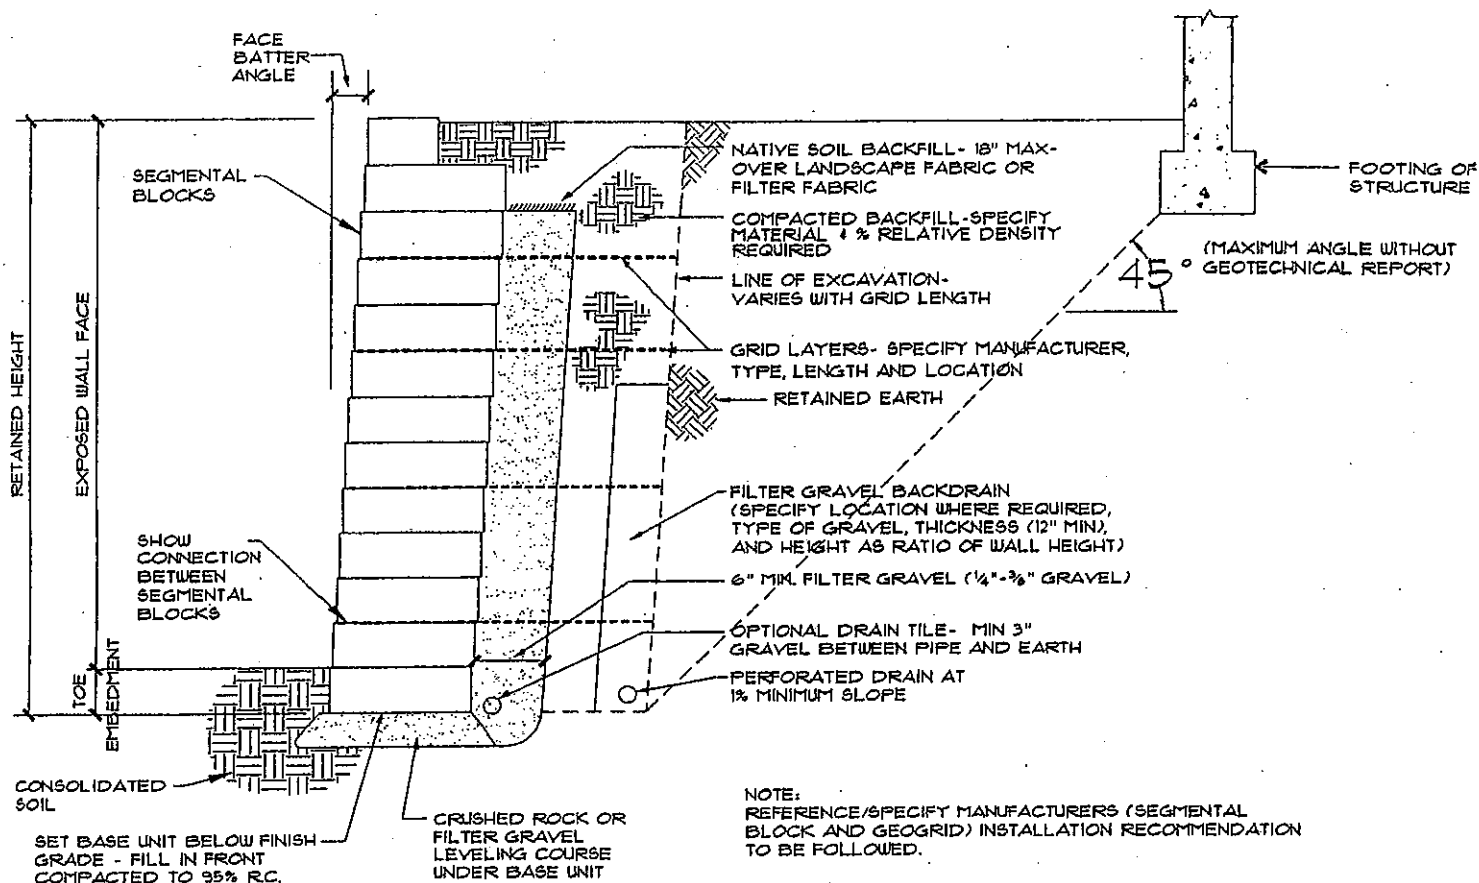 FACE
BATTER
ANGLE
SEGMENTAL
BLOCKS
NATIVE SOIL BACKFILL- 18" MAX-
OVER LANDSCAPE FABRIC OR
FILTER FABRIC
FOOTING OF
STRUCTURE
COMPACTED BACKFILL-SPECIFY
MATERIAL & % RELATIVE DENSITY
REQUIRED
(MAXIMUM ANGLE WITHOUT
GEOTECHNICAL REPORT)
45°
LINE OF EXCAVATION-
VARIES WITH GRID LENGTH
RETAINED HEIGHT
EXPOSED WALL FACE
GRID LAYERS- SPECIFY MANUFACTURER,
TYPE, LENGTH AND LOCATION
RETAINED EARTH
FILTER GRAVEL BACKDRAIN
(SPECIFY LOCATION WHERE REQUIRED,
TYPE OF GRAVEL, THICKNESS (12" MIN),
AND HEIGHT AS RATIO OF WALL HEIGHT)
SHOW
CONNECTION
BETWEEN
SEGMENTAL
BLOCKS
6" MIN. FILTER GRAVEL (1/4"-3/8" GRAVEL)
OPTIONAL DRAIN TILE- MIN 3"
GRAVEL BETWEEN PIPE AND EARTH
TOE
EMBEDMENT
PERFORATED DRAIN AT
1% MINIMUM SLOPE
CONSOLIDATED
SOIL
SET BASE UNIT BELOW FINISH
GRADE - FILL IN FRONT
COMPACTED TO 95% R.C.
CRUSHED ROCK OR
FILTER GRAVEL
LEVELING COURSE
UNDER BASE UNIT
NOTE:
REFERENCE/SPECIFY MANUFACTURERS (SEGMENTAL
BLOCK AND GEOGRID) INSTALLATION RECOMMENDATION
TO BE FOLLOWED.